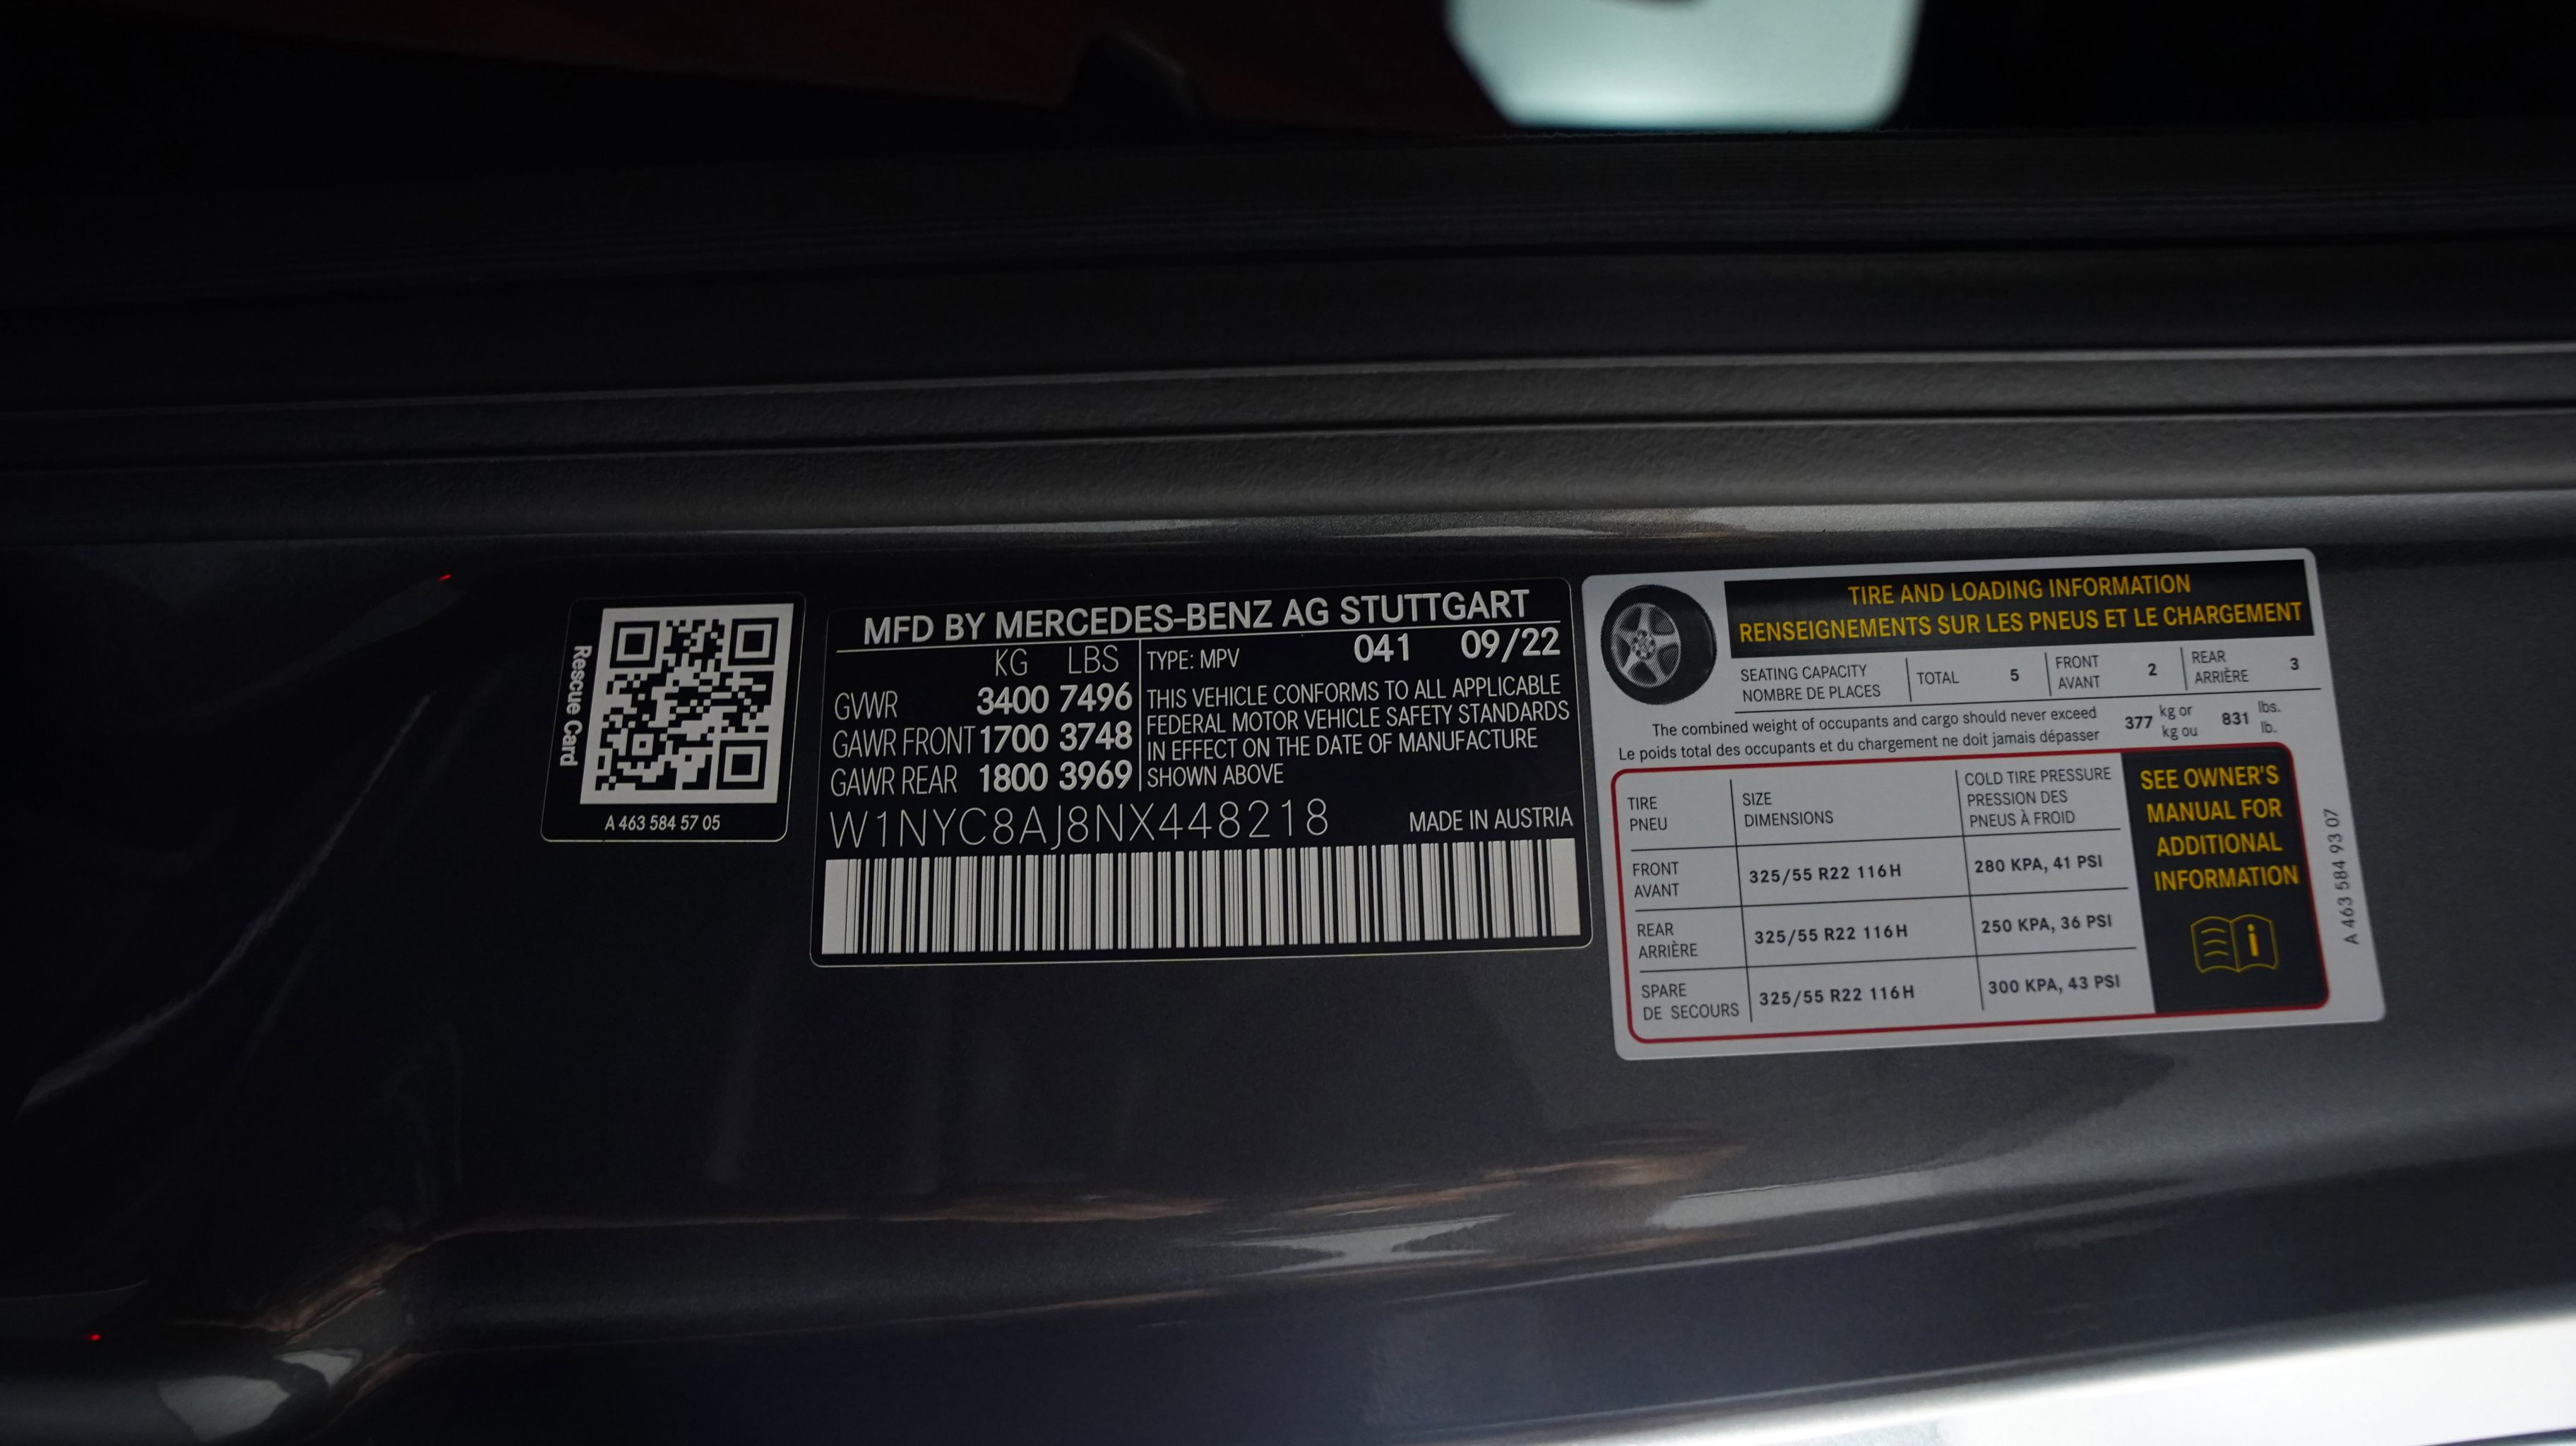 Rescue Card
A 463 584 57 05
MFD BY MERCEDES-BENZ AG STUTTGART
KG LBS TYPE: MPV 041 09/22
GVWR 3400 7496
GAWR FRONT 1700 3748
GAWR REAR 1800 3969
THIS VEHICLE CONFORMS TO ALL APPLICABLE
FEDERAL MOTOR VEHICLE SAFETY STANDARDS
IN EFFECT ON THE DATE OF MANUFACTURE
SHOWN ABOVE
W1NYC8AJ8NX448218 MADE IN AUSTRIA
TIRE AND LOADING INFORMATION
RENSEIGNEMENTS SUR LES PNEUS ET LE CHARGEMENT
SEATING CAPACITY
NOMBRE DE PLACES
TOTAL 5
FRONT
AVANT
2
REAR
ARRIÈRE
3
The combined weight of occupants and cargo should never exceed
Le poids total des occupants et du chargement ne doit jamais dépasser
377
kg or
kg ou
831
lbs.
lb.
TIRE
PNEU
SIZE
DIMENSIONS
COLD TIRE PRESSURE
PRESSION DES
PNEUS À FROID
FRONT
AVANT
325/55 R22 116H
280 KPA, 41 PSI
REAR
ARRIÈRE
325/55 R22 116H
250 KPA, 36 PSI
SPARE
DE SECOURS
325/55 R22 116H
300 KPA, 43 PSI
SEE OWNER'S
MANUAL FOR
ADDITIONAL
INFORMATION
A 463 584 93 07